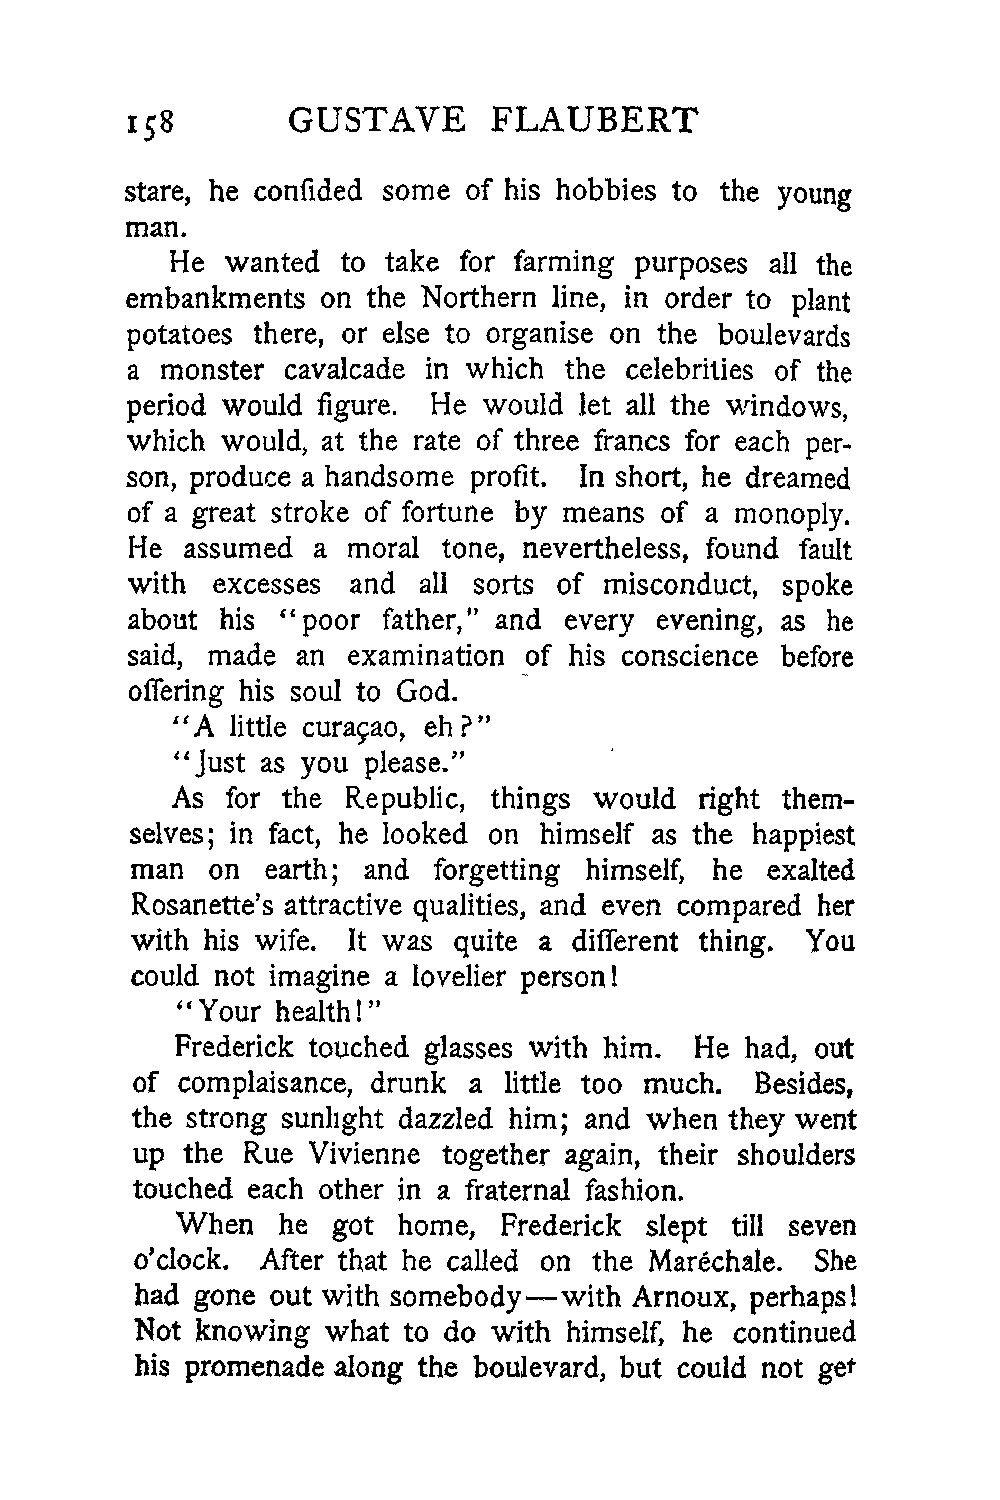 158 GUSTAVE FLAUBERT
stare, he confided some of his hobbies to the young
man.
He wanted to take for farming purposes all the
embankments on the Northern line, in order to plant
potatoes there, or else to organise on the boulevards
a monster cavalcade in which the celebrities of the
period would figure. He would let all the windows,
which would, at the rate of three francs for each per-
son, produce a handsome profit. In short, he dreamed
of a great stroke of fortune by means of a monoply.
He assumed a moral tone, nevertheless, found fault
with excesses and all sorts of misconduct, spoke
about his "poor father," and every evening, as he
said, made an examination of his conscience before
offering his soul to God.
"A little curaçao, eh?"
"Just as you please."
As for the Republic, things would right them-
selves; in fact, he looked on himself as the happiest
man on earth; and forgetting himself, he exalted
Rosanette's attractive qualities, and even compared her
with his wife. It was quite a different thing. You
could not imagine a lovelier person!
"Your health!"
Frederick touched glasses with him. He had, out
of complaisance, drunk a little too much. Besides,
the strong sunlight dazzled him; and when they went
up the Rue Vivienne together again, their shoulders
touched each other in a fraternal fashion.
When he got home, Frederick slept till seven
o'clock. After that he called on the Maréchale. She
had gone out with somebody—with Arnoux, perhaps!
Not knowing what to do with himself, he continued
his promenade along the boulevard, but could not get